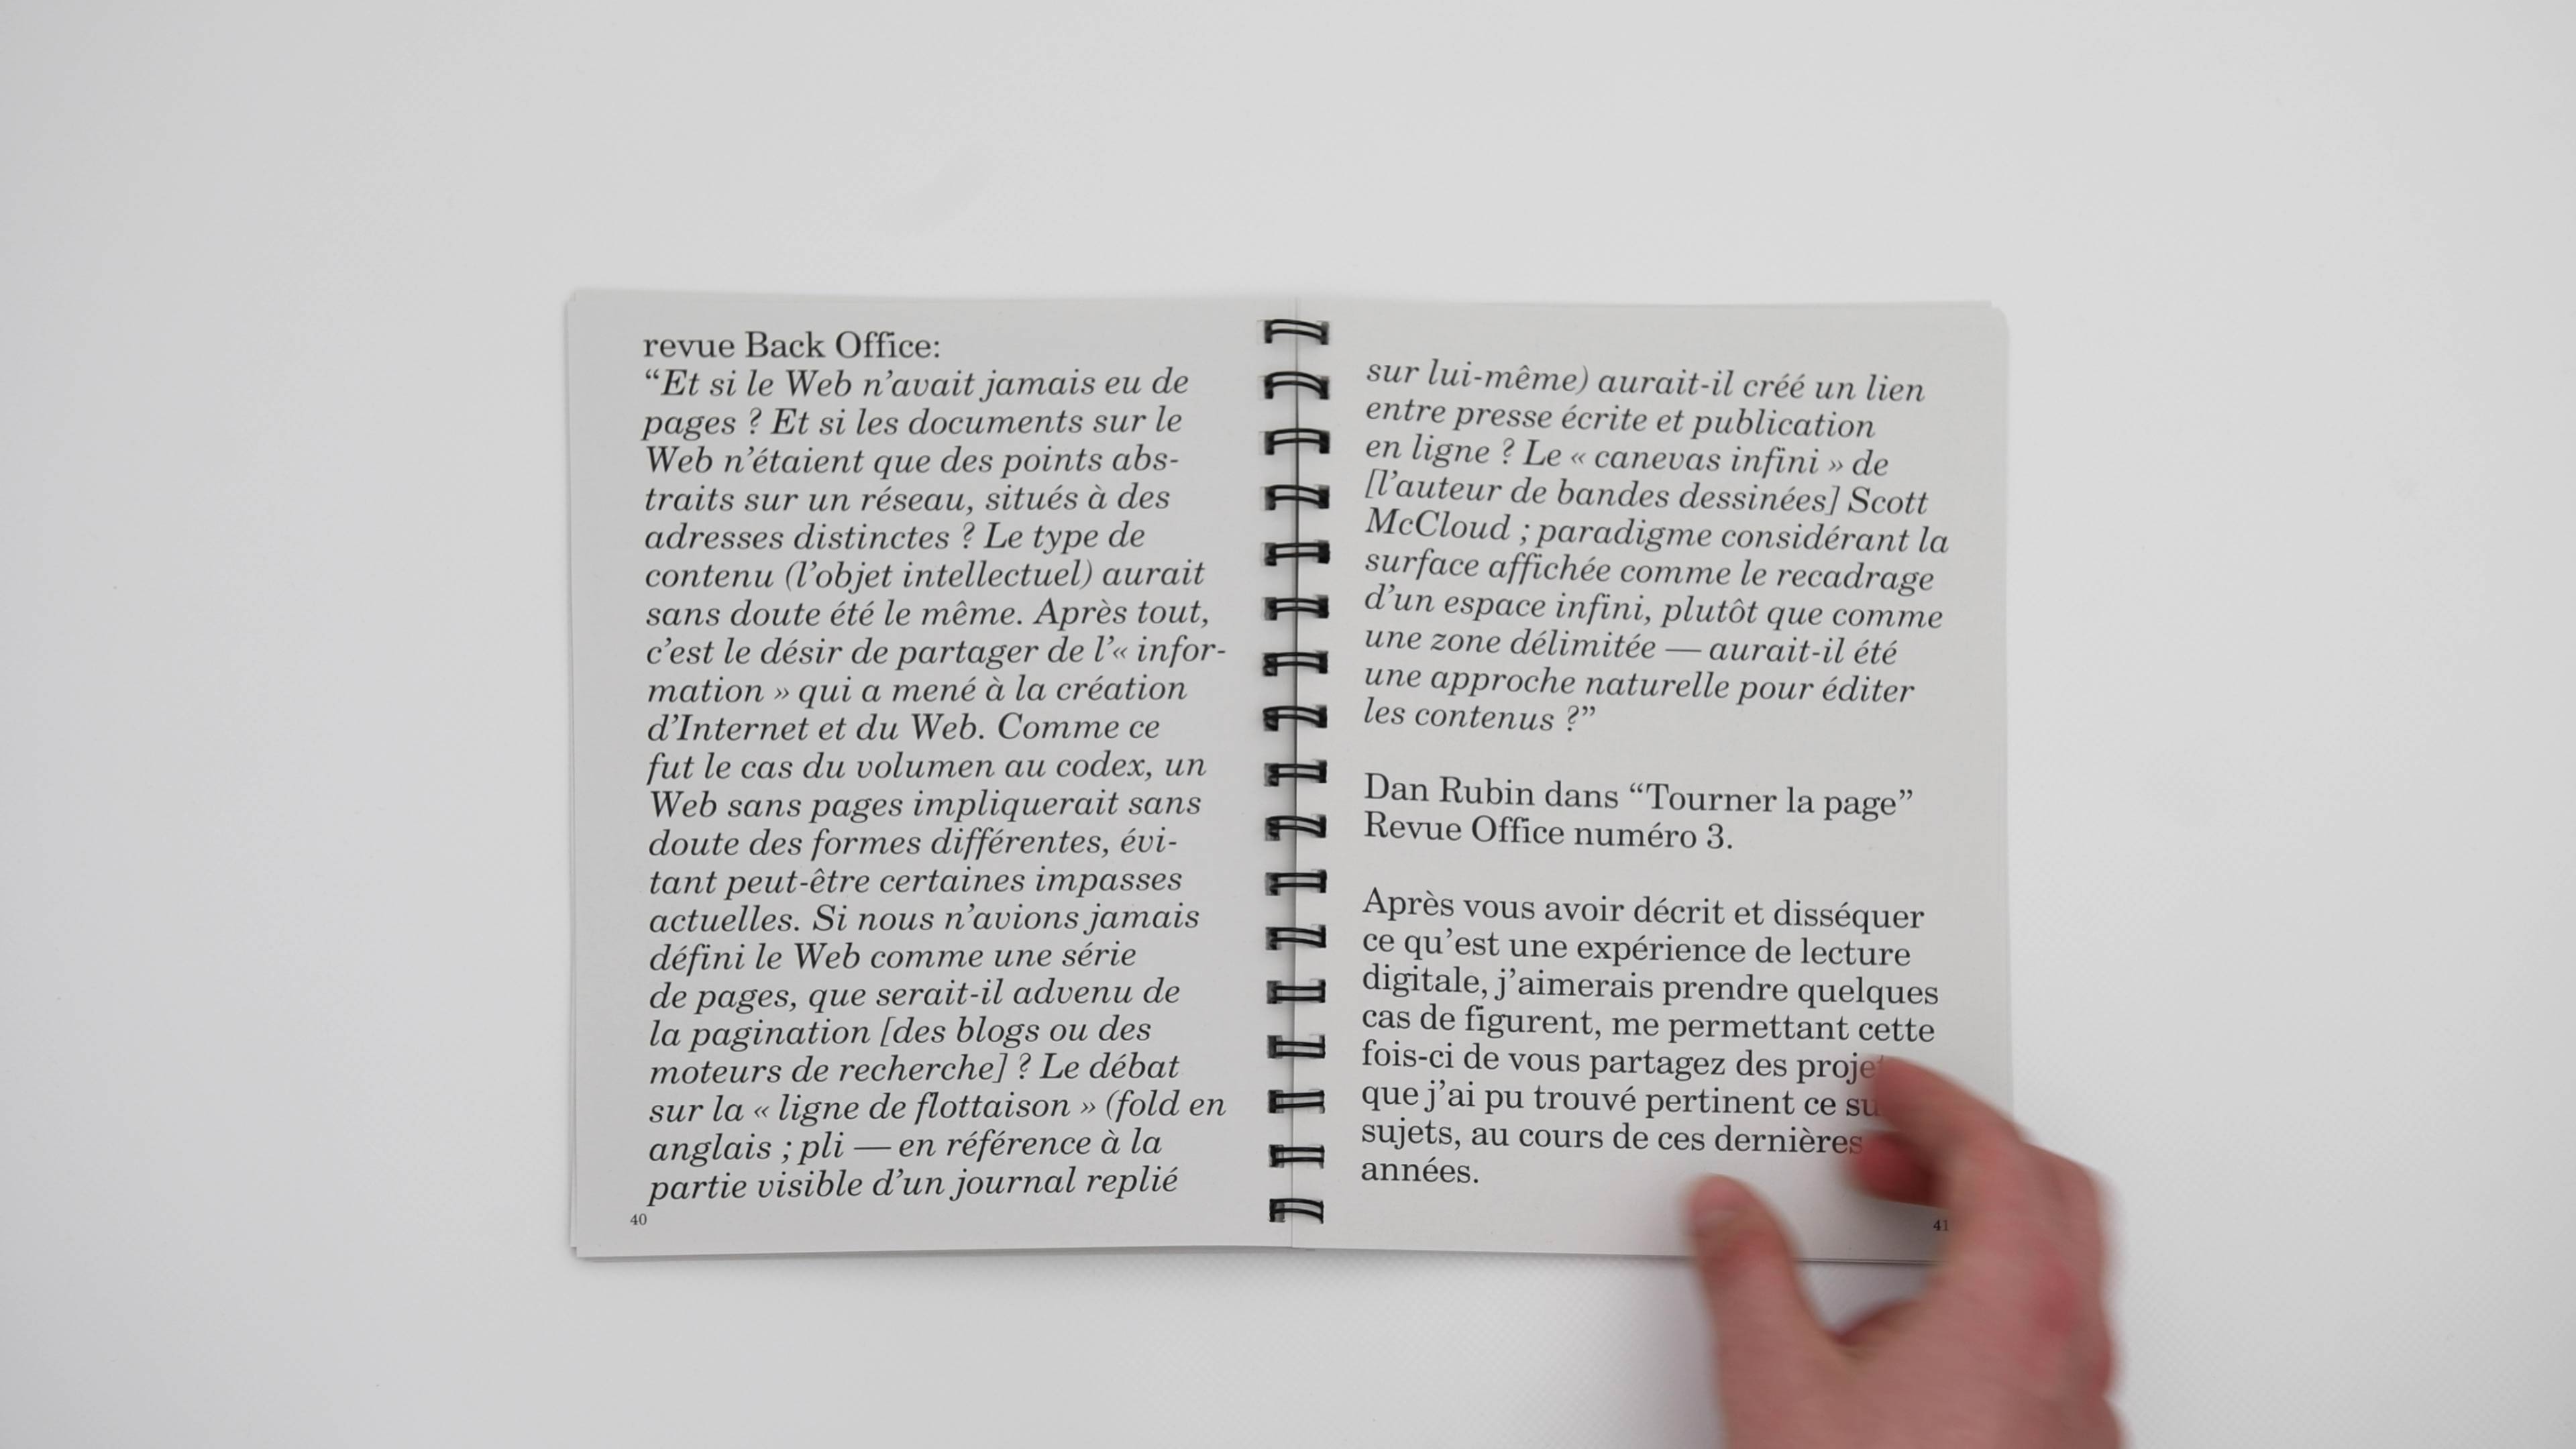 revue Back Office:
“Et si le Web n’avait jamais eu de
pages ? Et si les documents sur le
Web n’étaient que des points abs-
traits sur un réseau, situés à des
adresses distinctes ? Le type de
contenu (l’objet intellectuel) aurait
sans doute été le même. Après tout,
c’est le désir de partager de l’« infor-
mation » qui a mené à la création
d’Internet et du Web. Comme ce
fut le cas du volumen au codex, un
Web sans pages impliquerait sans
doute des formes différentes, évi-
tant peut-être certaines impasses
actuelles. Si nous n’avions jamais
défini le Web comme une série
de pages, que serait-il advenu de
la pagination [des blogs ou des
moteurs de recherche] ? Le débat
sur la « ligne de flottaison » (fold en
anglais ; pli — en référence à la
partie visible d’un journal replié
40
sur lui-même) aurait-il créé un lien
entre presse écrite et publication
en ligne ? Le « canevas infini » de
[l’auteur de bandes dessinées] Scott
McCloud ; paradigme considérant la
surface affichée comme le recadrage
d’un espace infini, plutôt que comme
une zone délimitée — aurait-il été
une approche naturelle pour éditer
les contenus ?”
Dan Rubin dans “Tourner la page”
Revue Office numéro 3.
Après vous avoir décrit et disséquer
ce qu’est une expérience de lecture
digitale, j’aimerais prendre quelques
cas de figurent, me permettant cette
fois-ci de vous partagez des
que j’ai pu trouvé pertinent ce
sujets, au cours de ces dernières
années.
41